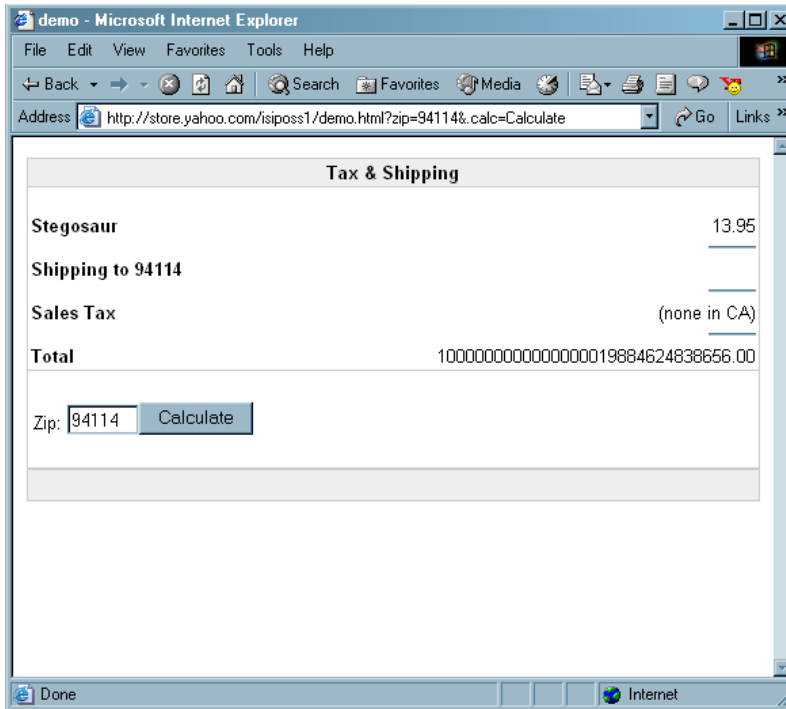 demo - Microsoft Internet Explorer
File Edit View Favorites Tools Help
Back Search Favorites Media
Address http://store.yahoo.com/isiposs1/demo.html?zip=94114&.calc=Calculate Go Links »
Tax & Shipping
Stegosaur 13.95
Shipping to 94114
Sales Tax (none in CA)
Total 10000000000000000019884624838656.00
Zip: 94114 Calculate
Done Internet